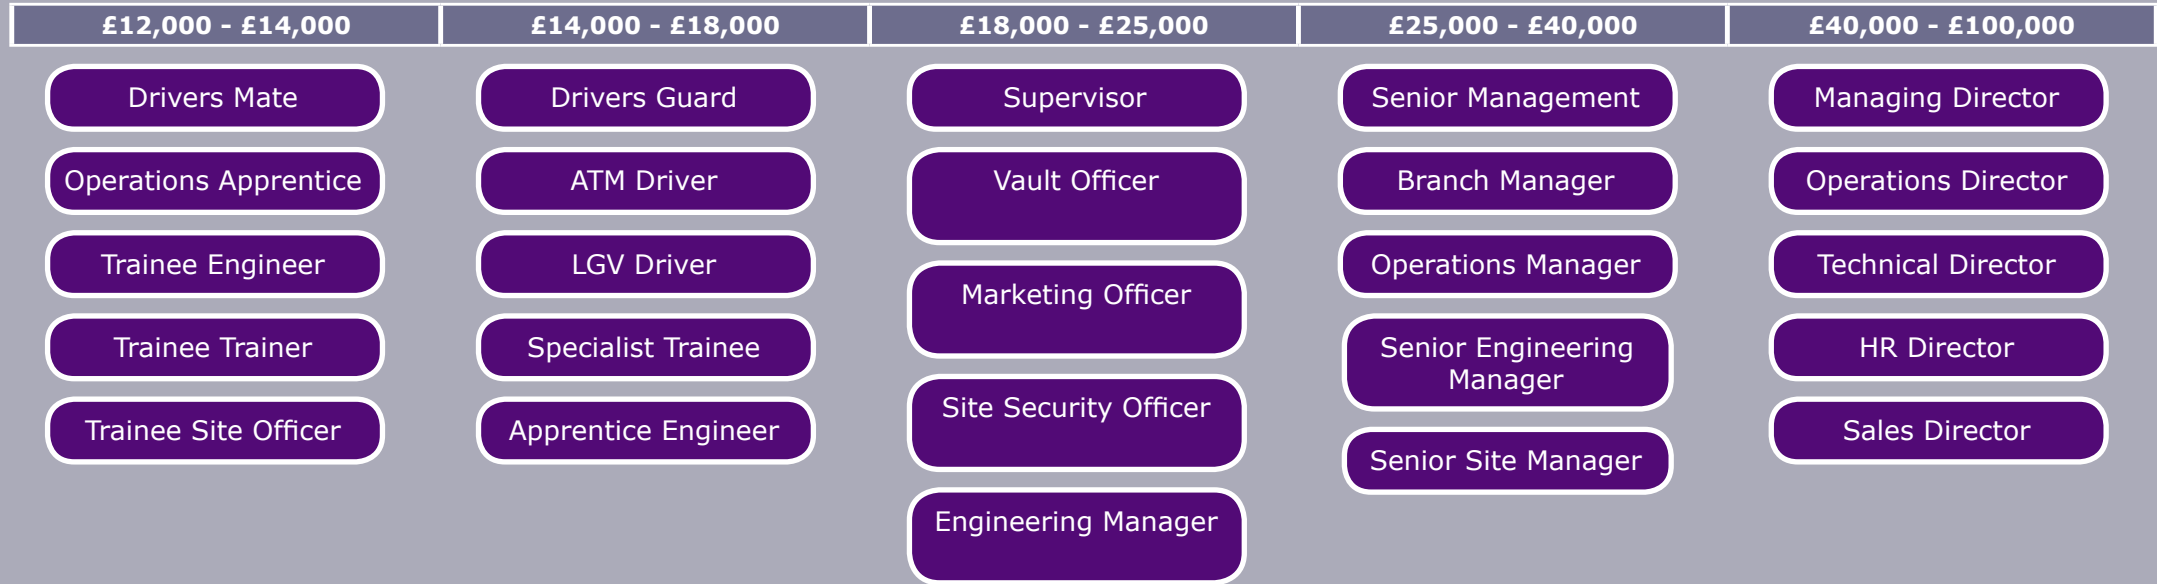 £12,000 - £14,000
£14,000 - £18,000
£18,000 - £25,000
£25,000 - £40,000
£40,000 - £100,000
Drivers Mate
Operations Apprentice
Trainee Engineer
Trainee Trainer
Trainee Site Officer
Drivers Guard
ATM Driver
LGV Driver
Specialist Trainee
Apprentice Engineer
Supervisor
Vault Officer
Marketing Officer
Site Security Officer
Engineering Manager
Senior Management
Branch Manager
Operations Manager
Senior Engineering
Manager
Senior Site Manager
Managing Director
Operations Director
Technical Director
HR Director
Sales Director